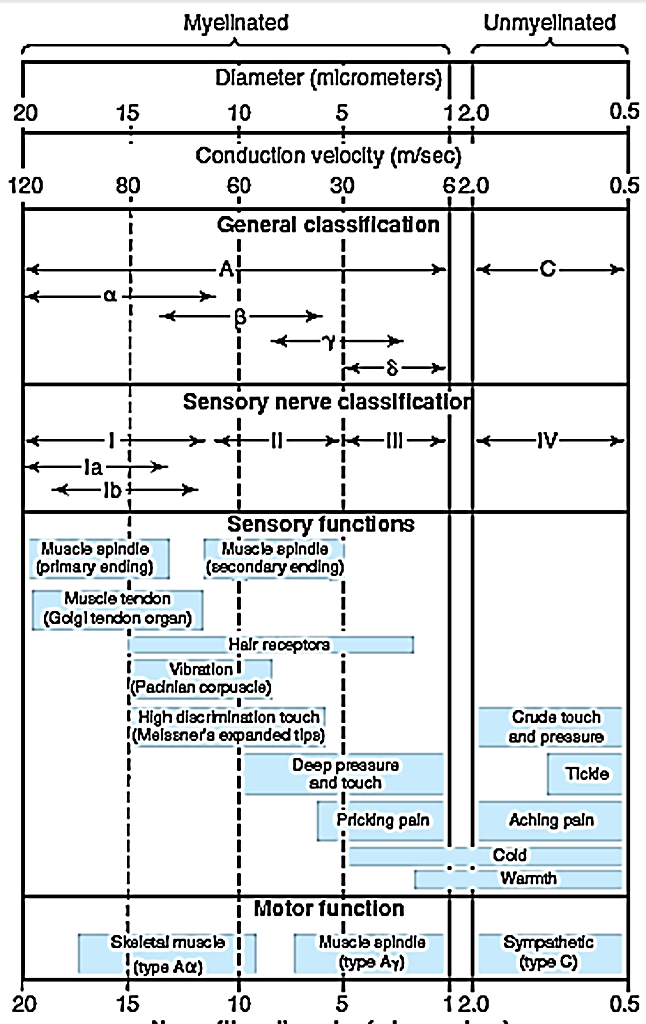 Myelinated Unmyelinated
Diameter (micrometers)
20 15 10 5 1 2.0 0.5
Conduction velocity (m/sec)
120 80 60 30 6 2.0 0.5
General classification
A C
α
β
γ
δ
Sensory nerve classification
I II III IV
Ia
Ib
Sensory functions
Muscle spindle
(primary ending)
Muscle spindle
(secondary ending)
Muscle tendon
(Golgi tendon organ)
Hair receptors
Vibration
(Pacinian corpuscle)
High discrimination touch
(Meissner's expanded tips)
Crude touch
and pressure
Deep pressure
and touch
Tickle
Pricking pain
Aching pain
Cold
Warmth
Motor function
Skeletal muscle
(type Aα)
Muscle spindle
(type Aγ)
Sympathetic
(type C)
20 15 10 5 1 2.0 0.5